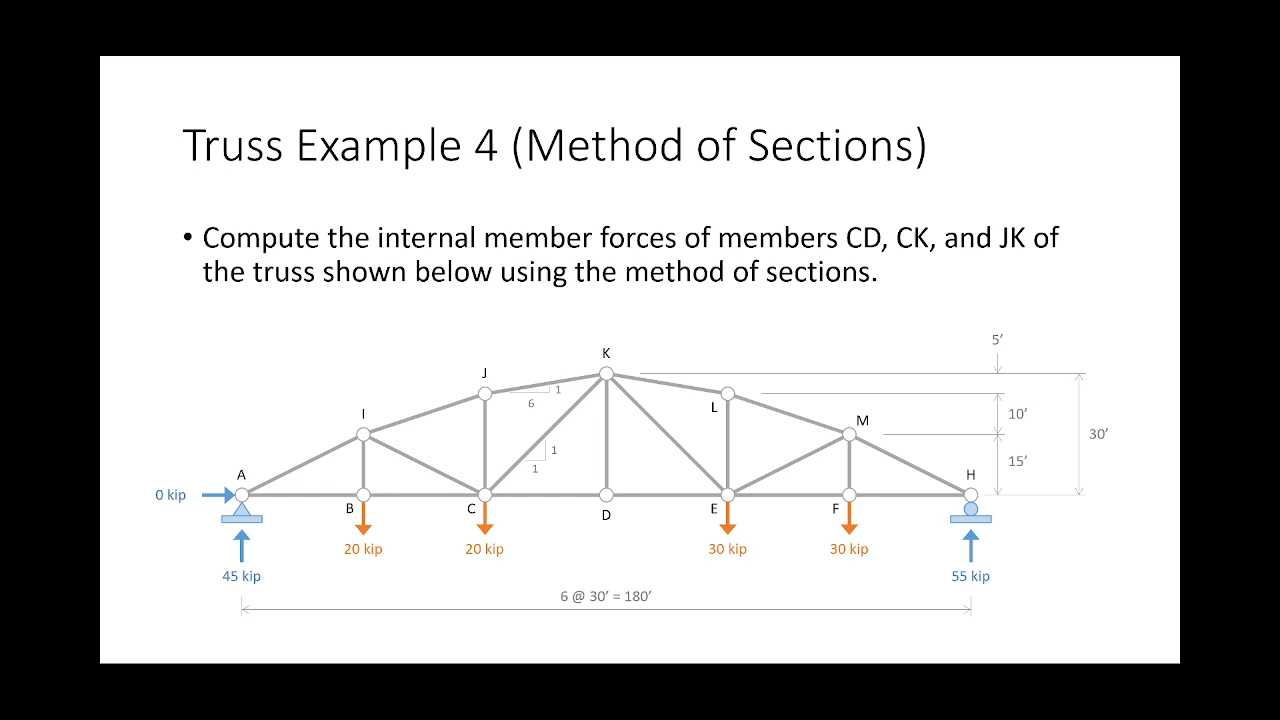 Truss Example 4 (Method of Sections)
• Compute the internal member forces of members CD, CK, and JK of
the truss shown below using the method of sections.
5’
K
J
1
6
L
10’
I
M
30’
1
1
15’
A
H
0 kip
B
C
D
E
F
20 kip
20 kip
30 kip
30 kip
45 kip
55 kip
6 @ 30’ = 180’